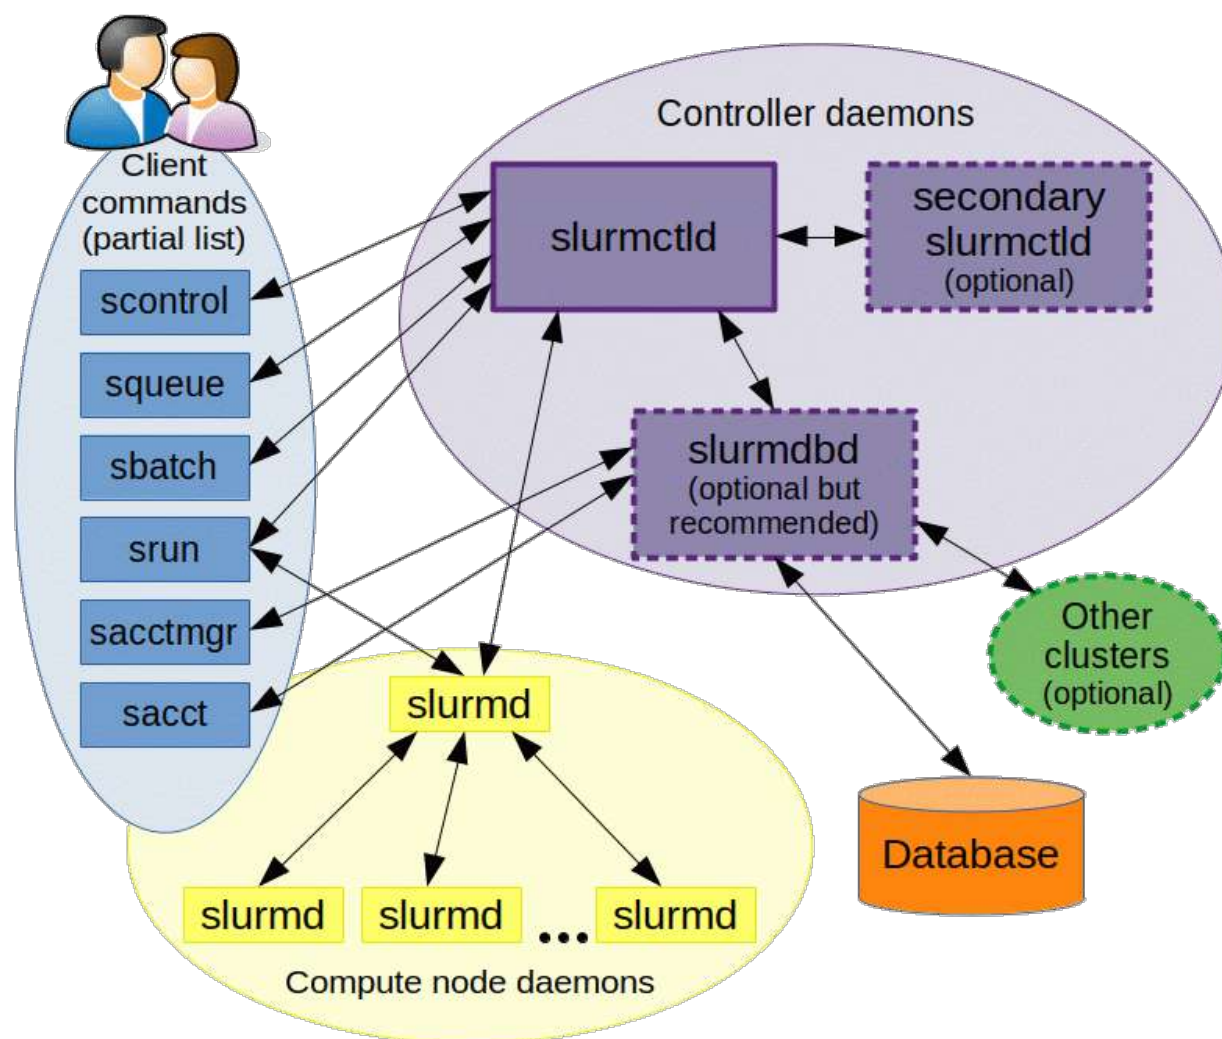 Client
commands
(partial list)
scontrol
squeue
sbatch
srun
sacctmgr
sacct
Controller daemons
slurmctld
secondary
slurmctld
(optional)
slurmdbd
(optional but
recommended)
Other
clusters
(optional)
Database
slurmd
slurmd
slurmd
slurmd
Compute node daemons